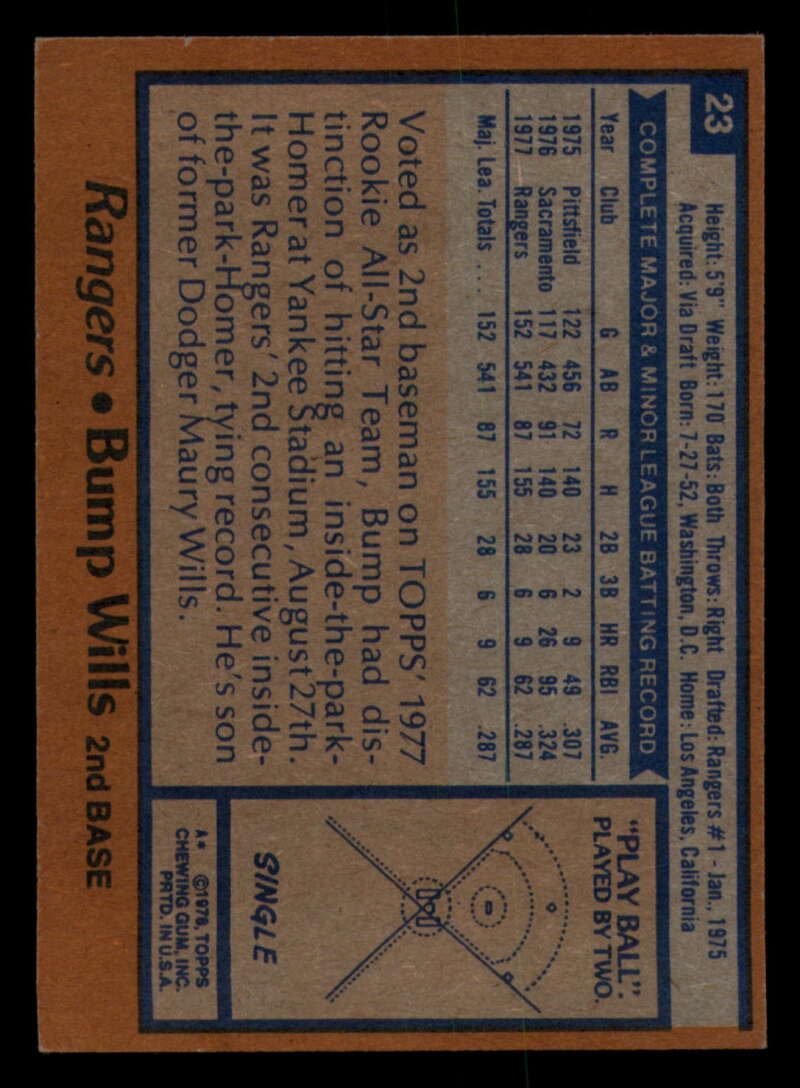 23
Height: 5'9" Weight: 170 Bats: Both Throws: Right Drafted: Rangers #1 - Jan., 1975
Acquired: Via Draft Born: 7-27-52, Washington, D.C. Home: Los Angeles, California
COMPLETE MAJOR & MINOR LEAGUE BATTING RECORD
Year Club G AB R H 2B 3B HR RBI AVG.
1975 Pittsfield 122 456 72 140 23 2 9 49 .307
1976 Sacramento 117 432 91 140 20 6 26 95 .324
1977 Rangers 152 541 87 155 28 6 9 62 .287
Maj. Lea. Totals . . . 152 541 87 155 28 6 9 62 .287
Voted as 2nd baseman on TOPPS' 1977
Rookie All-Star Team, Bump had dis-
tinction of hitting an inside-the-park-
Homer at Yankee Stadium, August 27th.
It was Rangers' 2nd consecutive inside-
the-park-Homer, tying record. He's son
of former Dodger Maury Wills.
"PLAY BALL":
PLAYED BY TWO.
SINGLE
A* ©1978, TOPPS
CHEWING GUM, INC.
PRTD. IN U.S.A.
Rangers • Bump Wills 2nd BASE